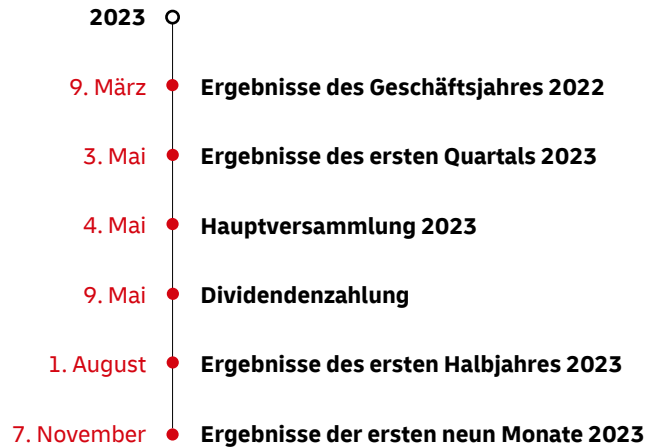 2023
9. März Ergebnisse des Geschäftsjahres 2022
3. Mai Ergebnisse des ersten Quartals 2023
4. Mai Hauptversammlung 2023
9. Mai Dividendenzahlung
1. August Ergebnisse des ersten Halbjahres 2023
7. November Ergebnisse der ersten neun Monate 2023